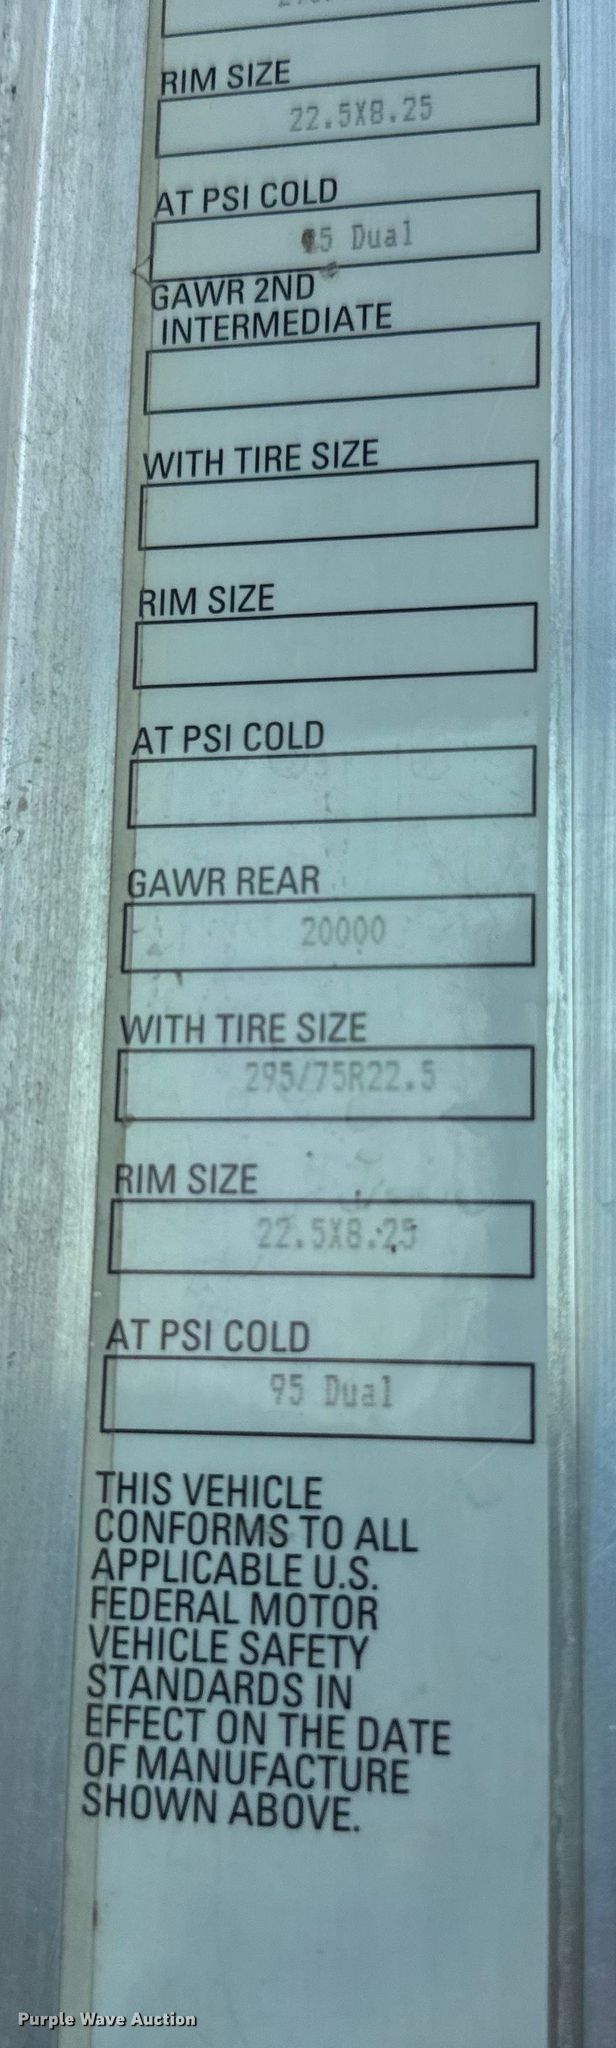 RIM SIZE
22.5X8.25
AT PSI COLD
Dual
GAWR 2ND
INTERMEDIATE
WITH TIRE SIZE
RIM SIZE
AT PSI COLD
GAWR REAR
20000
WITH TIRE SIZE
295/75R22.5
RIM SIZE
22.5X8.25
AT PSI COLD
95 Dual
THIS VEHICLE
CONFORMS TO ALL
APPLICABLE U.S.
FEDERAL MOTOR
VEHICLE SAFETY
STANDARDS IN
EFFECT ON THE DATE
OF MANUFACTURE
SHOWN ABOVE.
Purple Wave Auction